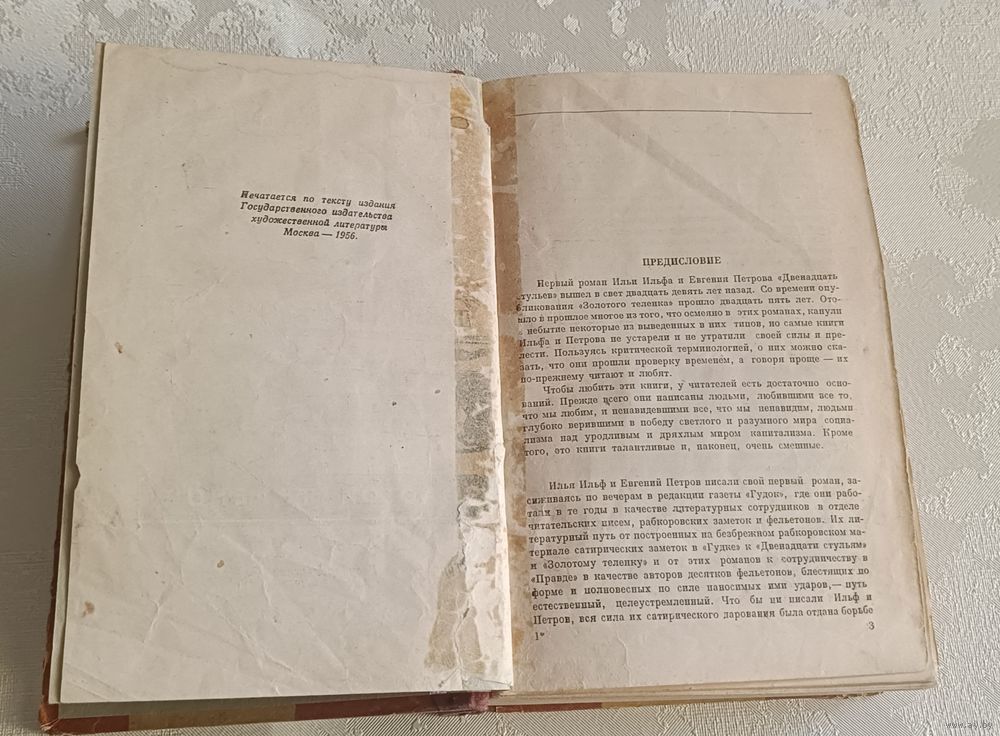 Печатается по тексту издания
Государственного издательства
художественной литературы
Москва — 1956.
ПРЕДИСЛОВИЕ
Первый роман Ильи Ильфа и Евгения Петрова «Двенадцать
стульев» вышел в свет двадцать девять лет назад. Со времени опу-
бликования «Золотого теленка» прошло двадцать пять лет. Ото-
шло в прошлое многое из того, что осмеяно в этих романах, канули
в небытие некоторые из выведенных в них типов, но самые книги
Ильфа и Петрова не устарели и не утратили своей силы и пре-
лести. Пользуясь критической терминологией, о них можно ска-
зать, что они прошли проверку временем, а говоря проще — их
по-прежнему читают и любят.
Чтобы любить эти книги, у читателей есть достаточно осно-
ваний. Прежде всего они написаны людьми, любившими все то,
что мы любим, и ненавидевшими все, что мы ненавидим, людьми
глубоко верившими в победу светлого и разумного мира социа-
лизма над уродливым и дряхлым миром капитализма. Кроме
того, это книги талантливые и, наконец, очень смешные.
Илья Ильф и Евгений Петров писали свой первый роман, за-
сиживаясь по вечерам в редакции газеты «Гудок», где они рабо-
тали в те годы в качестве литературных сотрудников в отделе
читательских писем, рабкоровских заметок и фельетонов. Их ли-
тературный путь от построенных на безбрежном рабкоровском ма-
териале сатирических заметок в «Гудке» к «Двенадцати стульям»
и «Золотому теленку» и от этих романов к сотрудничеству в
«Правде» в качестве авторов десятков фельетонов, блестящих по
форме и полновесных по силе наносимых ими ударов,— путь
естественный, целеустремленный. Что бы ни писали Ильф и
Петров, вся сила их сатирического дарования была отдана борьбе
1*
3
www.ay.by